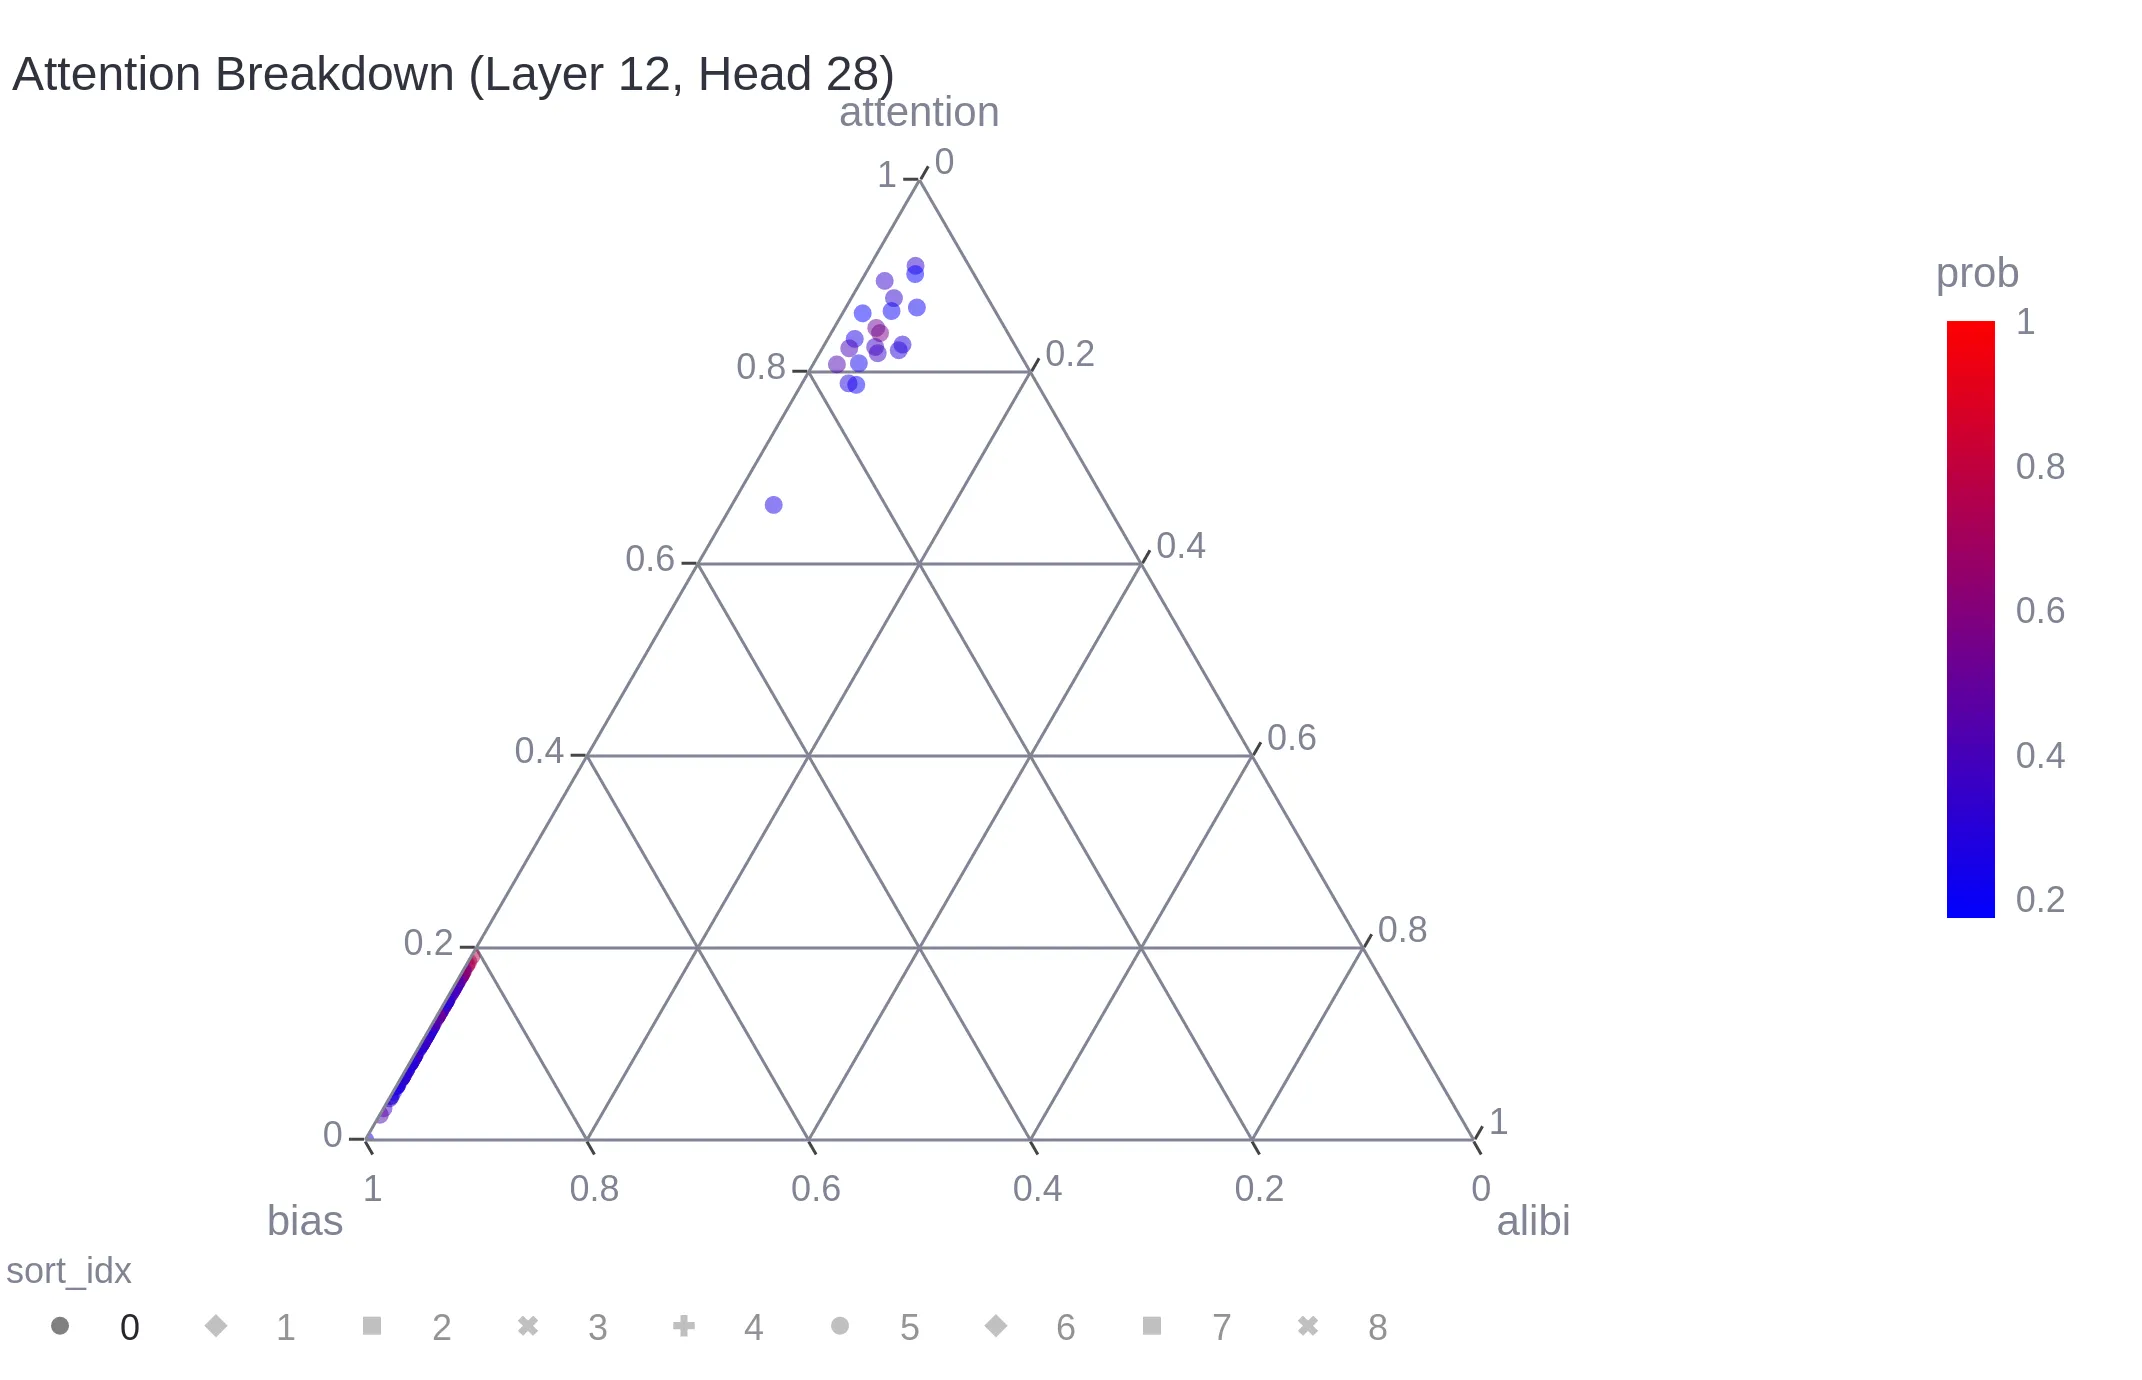 Attention Breakdown (Layer 12, Head 28)
attention
1 0
prob
1
0.8 0.2
0.8
0.6 0.4
0.6
0.4 0.6
0.4
0.2 0.8
0.2
0 1
1 0.8 0.6 0.4 0.2 0
bias alibi
sort_idx
0 1 2 3 4 5 6 7 8